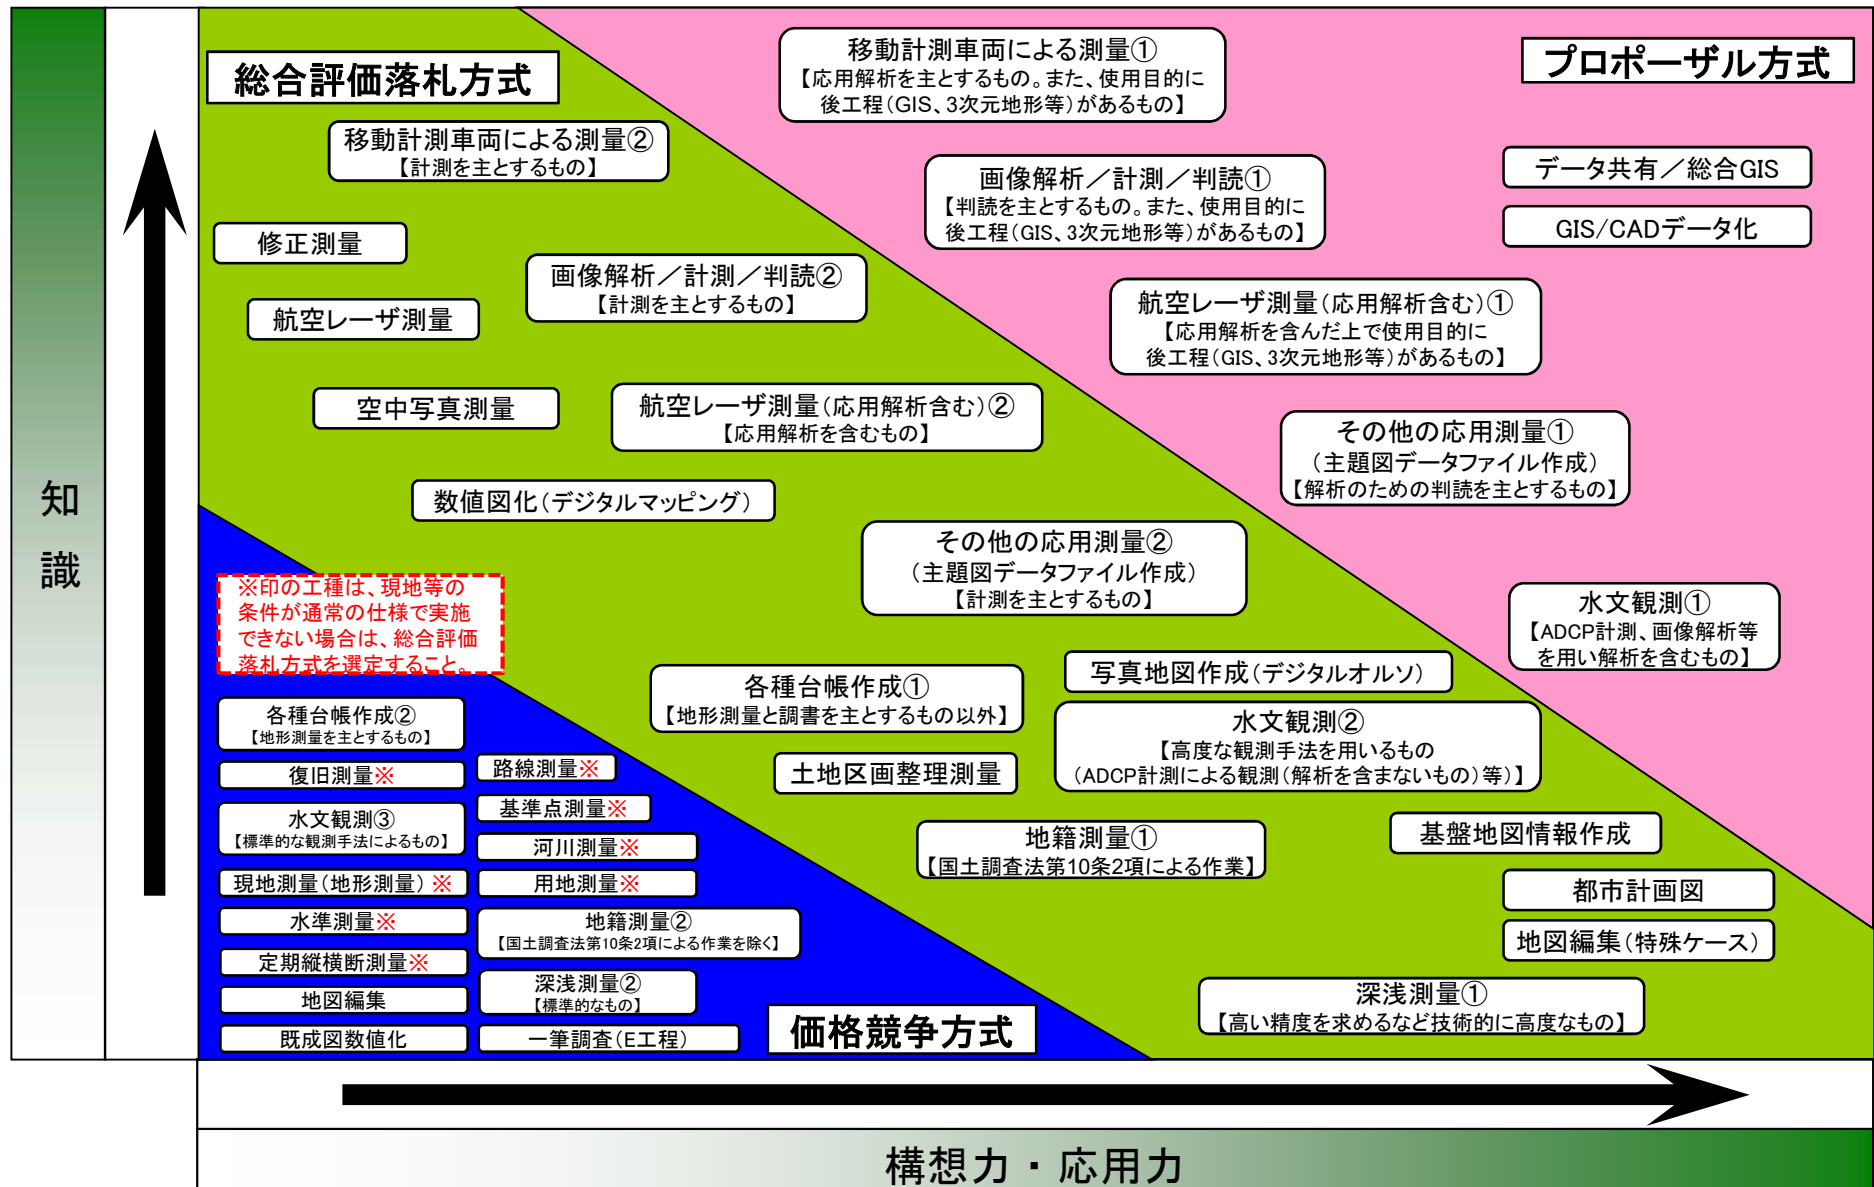 知
識
総合評価落札方式
移動計測車両による測量②
【計測を主とするもの】
修正測量
画像解析／計測／判読②
【計測を主とするもの】
航空レーザ測量
空中写真測量
航空レーザ測量(応用解析含む)②
【応用解析を含むもの】
数値図化(デジタルマッピング)
その他の応用測量②
(主題図データファイル作成)
【計測を主とするもの】
各種台帳作成①
【地形測量と調書を主とするもの以外】
写真地図作成(デジタルオルソ)
水文観測②
【高度な観測手法を用いるもの
(ADCP計測による観測(解析を含まないもの)等)】
土地区画整理測量
地籍測量①
【国土調査法第10条2項による作業】
基盤地図情報作成
都市計画図
地図編集(特殊ケース)
深浅測量①
【高い精度を求めるなど技術的に高度なもの】
プロポーザル方式
移動計測車両による測量①
【応用解析を主とするもの。また、使用目的に
後工程(GIS、3次元地形等)があるもの】
データ共有／総合GIS
GIS/CADデータ化
画像解析／計測／判読①
【判読を主とするもの。また、使用目的に
後工程(GIS、3次元地形等)があるもの】
航空レーザ測量(応用解析含む)①
【応用解析を含んだ上で使用目的に
後工程(GIS、3次元地形等)があるもの】
その他の応用測量①
(主題図データファイル作成)
【解析のための判読を主とするもの】
水文観測①
【ADCP計測、画像解析等
を用い解析を含むもの】
※印の工種は、現地等の
条件が通常の仕様で実施
できない場合は、総合評価
落札方式を選定すること。
各種台帳作成②
【地形測量を主とするもの】
復旧測量※
水文観測③
【標準的な観測手法によるもの】
現地測量(地形測量)※
水準測量※
定期縦横断測量※
地図編集
既成図数値化
路線測量※
基準点測量※
河川測量※
用地測量※
地籍測量②
【国土調査法第10条2項による作業を除く】
深浅測量②
【標準的なもの】
一筆調査(E工程)
価格競争方式
構想力・応用力